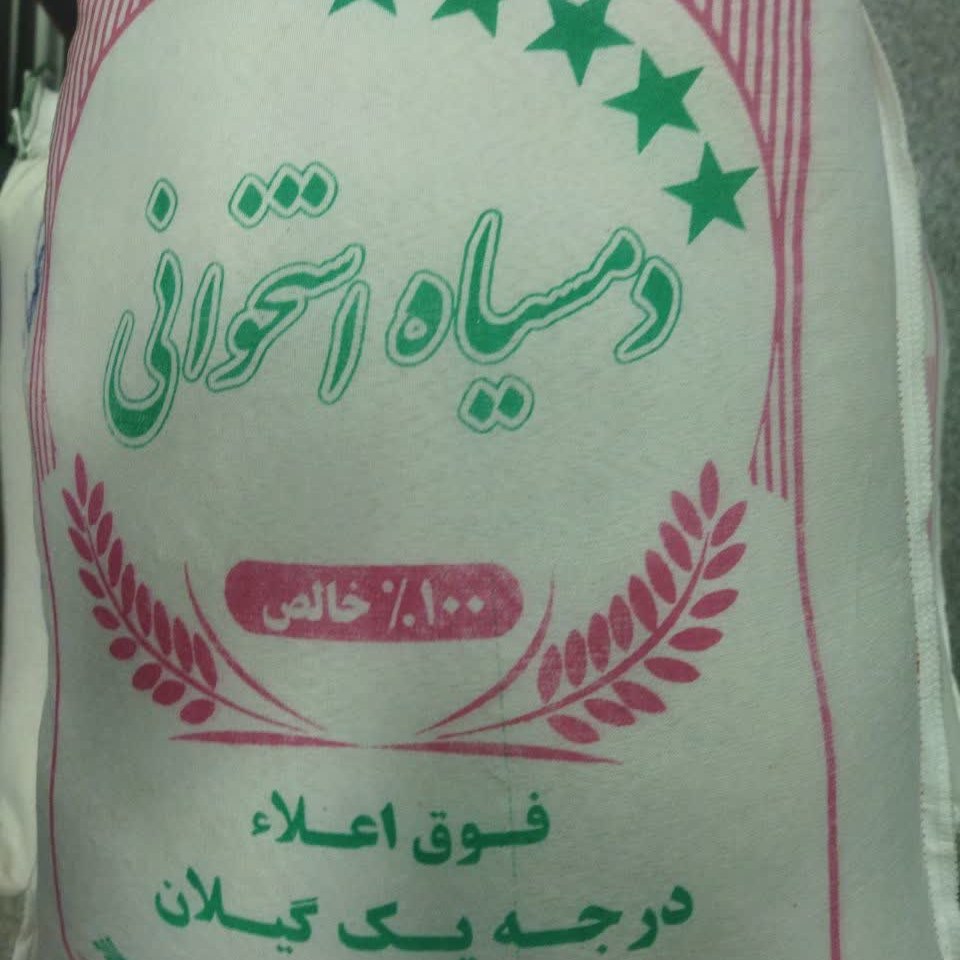 دمسیاه استخوانی
۱۰۰٪ خالص
فوق اعلاء
درجه یک گیلان